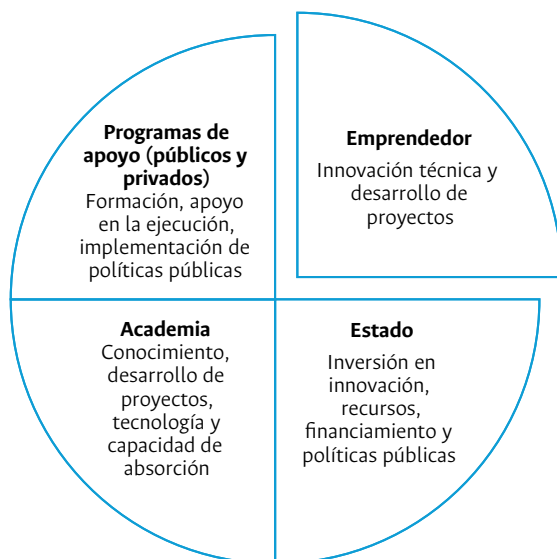 Programas de
apoyo (públicos y
privados)
Formación, apoyo
en la ejecución,
implementación de
políticas públicas
Emprendedor
Innovación técnica y
desarrollo de
proyectos
Academia
Conocimiento,
desarrollo de
proyectos,
tecnología y
capacidad de
absorción
Estado
Inversión en
innovación,
recursos,
financiamiento y
políticas públicas